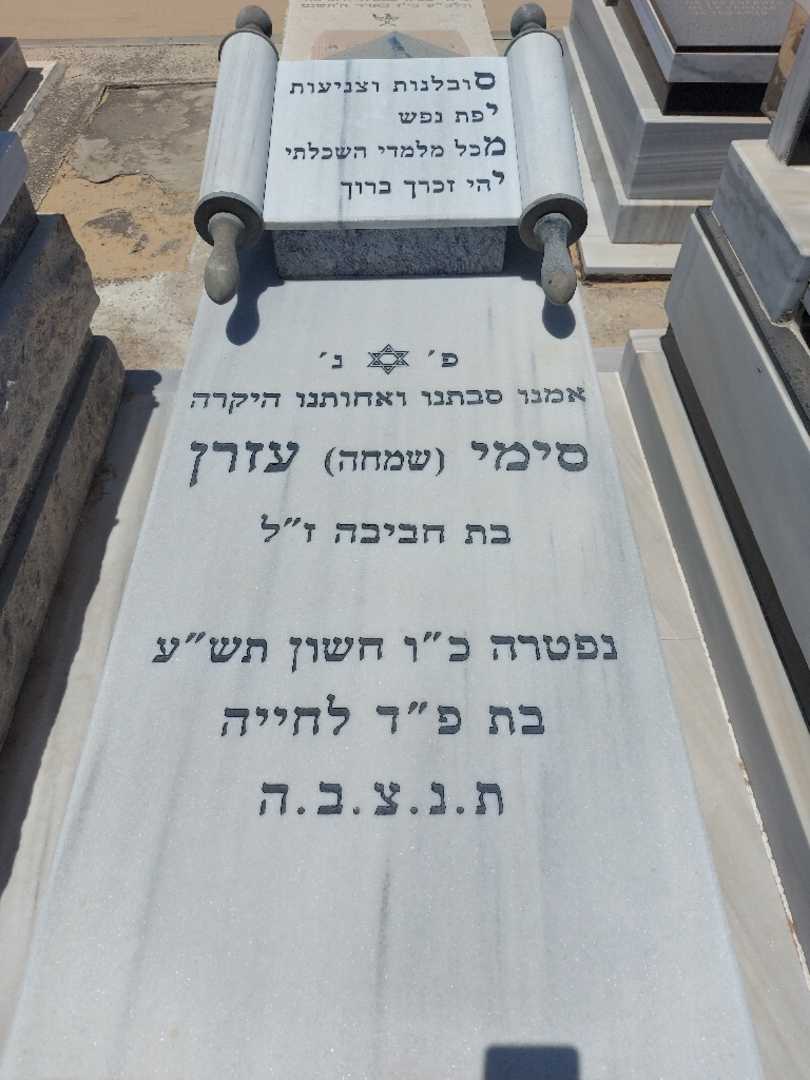 סובלנות וצניעות
יפת נפש
מכל מלמדי השכלתי
יהי זכרך ברוך
פ׳ נ׳
אמנו סבתנו ואחותנו היקרה
סימי (שמחה) עזרן
בת חביבה ז״ל
נפטרה כ״ו חשון תש״ע
בת פ״ד לחייה
ת.נ.צ.ב.ה